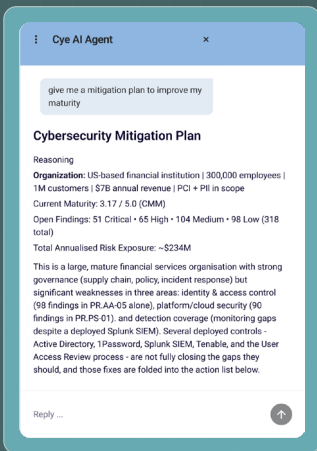 Cye AI Agent ×
give me a mitigation plan to improve my
maturity
Cybersecurity Mitigation Plan
Reasoning
Organization: US-based financial institution | 300,000 employees |
1M customers | $7B annual revenue | PCI + PII in scope
Current Maturity: 3.17 / 5.0 (CMM)
Open Findings: 51 Critical • 65 High • 104 Medium • 98 Low (318
total)
Total Annualised Risk Exposure: ~$234M
This is a large, mature financial services organisation with strong
governance (supply chain, policy, incident response) but
significant weaknesses in three areas: identity & access control
(98 findings in PR.AA-05 alone), platform/cloud security (90
findings in PR.PS-01). and detection coverage (monitoring gaps
despite a deployed Splunk SIEM). Several deployed controls -
Active Directory, 1Password, Splunk SIEM, Tenable, and the User
Access Review process - are not fully closing the gaps they
should, and those fixes are folded into the action list below.
Reply ...